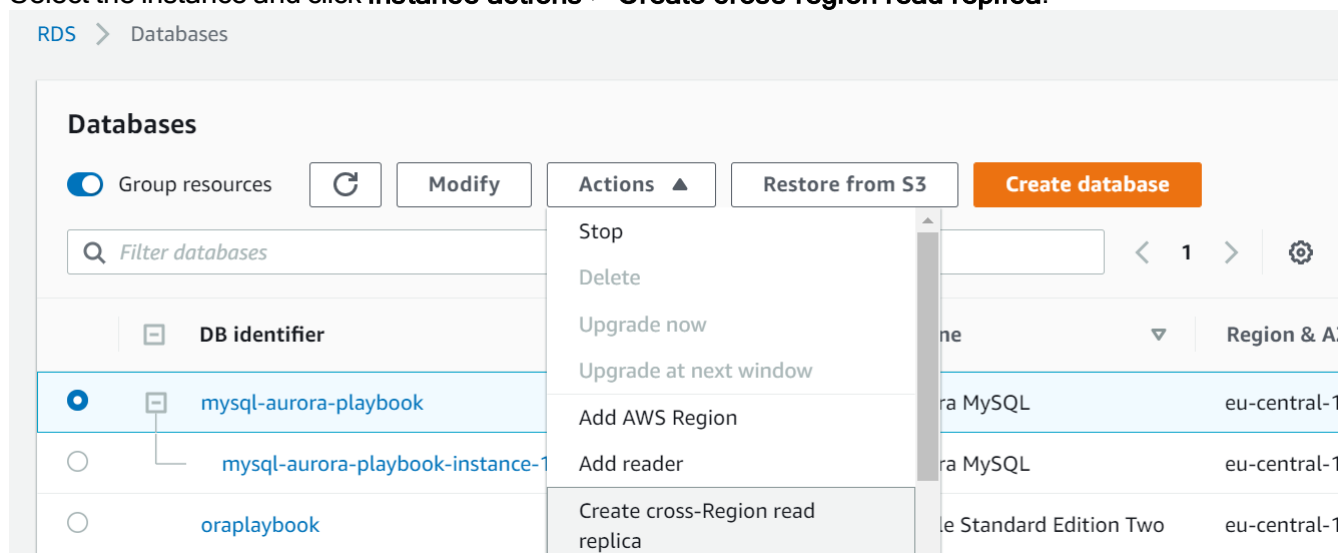 RDS > Databases
Databases
Group resources Modify Actions ▲ Restore from S3 Create database
Filter databases < 1 >
Stop
Delete
Upgrade now
Upgrade at next window
Add AWS Region
Add reader
Create cross-Region read
replica
DB identifier Region &
mysql-aurora-playbook MySQL eu-central-1
mysql-aurora-playbook-instance-1 MySQL eu-central-1
oraplaybook Standard Edition Two eu-central-1